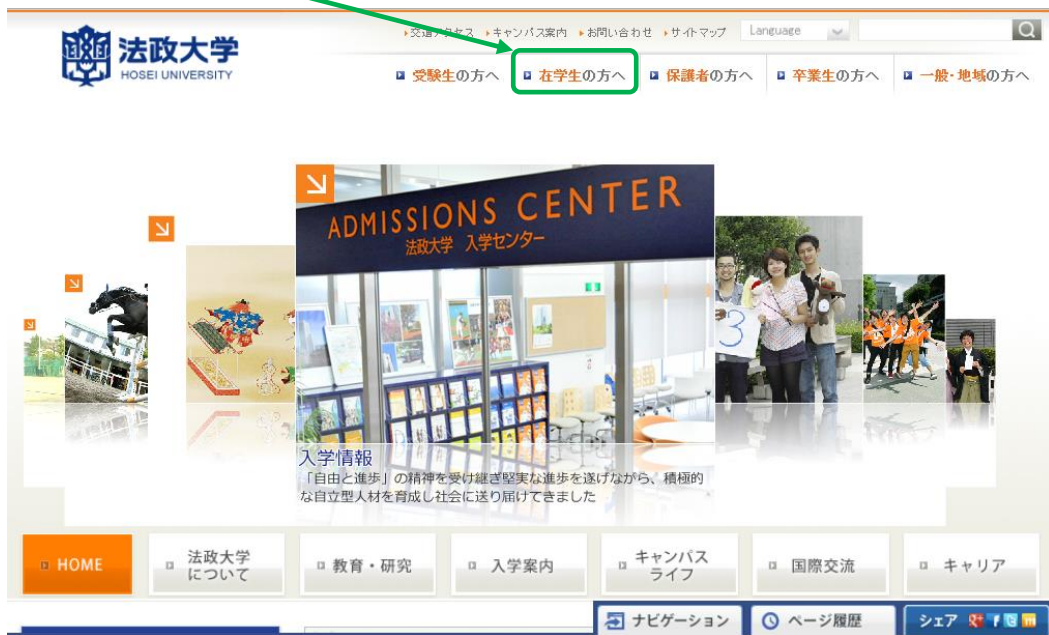 交通アクセス キャンパス案内 お問い合わせ サイトマップ Language
法政大学
HOSEI UNIVERSITY
受験生の方へ 在学生の方へ 保護者の方へ 卒業生の方へ 一般・地域の方へ
ADMISSIONS CENTER
法政大学 入学センター
3
入学情報
「自由と進歩」の精神を受け継ぎ堅実な進歩を遂げながら、積極的
な自立型人材を育成し社会に送り届けてきました
HOME 法政大学について 教育・研究 入学案内 キャンパスライフ 国際交流 キャリア
ナビゲーション ページ履歴 シェア